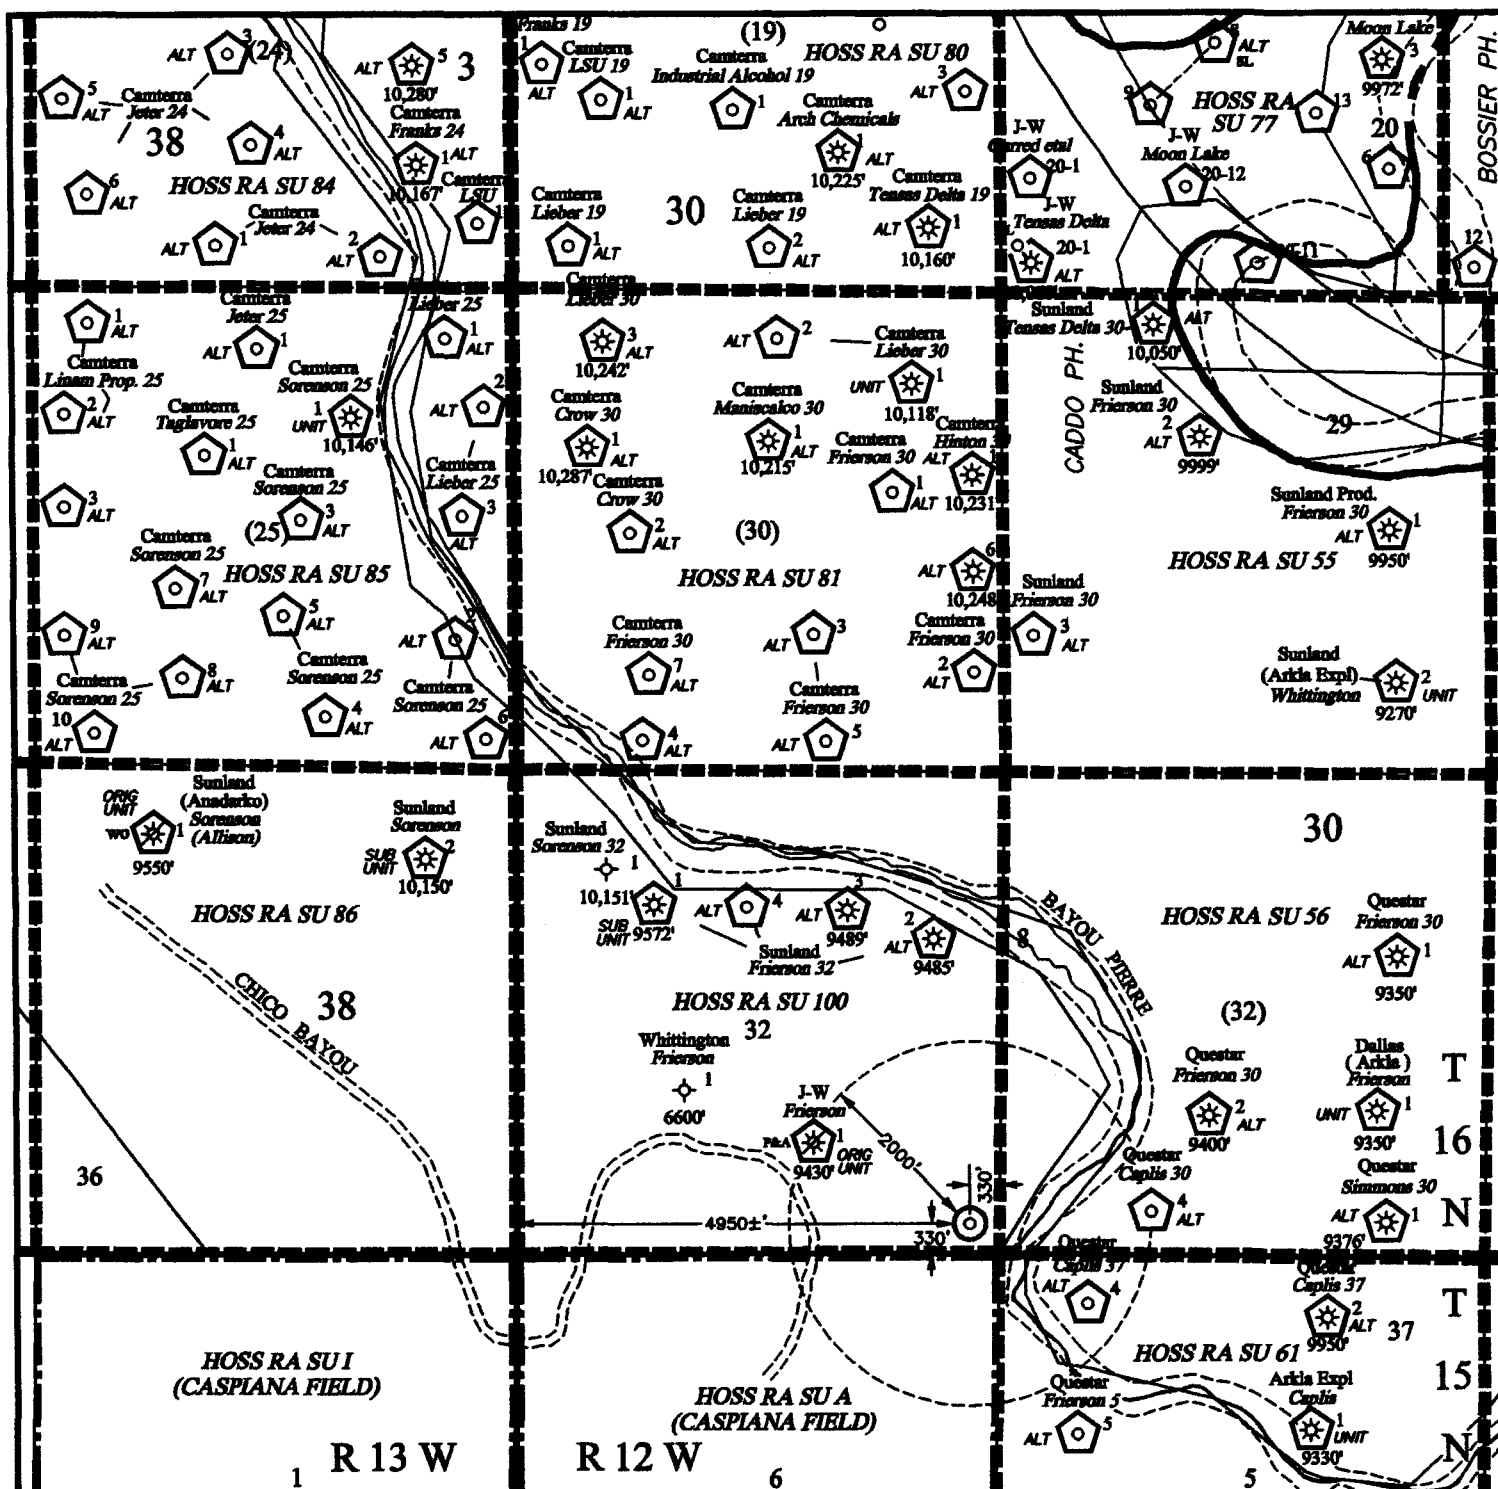 Franks 19
(19)
HOSS RA SU 80
3
ALT
(24)
ALT
5
3
10,280'
1
ALT
Camterra
LSU 19
1
ALT
Camterra
Industrial Alcohol 19
1
3
ALT
8
ALT
BL
Moon Lake
3
9972'
BOSSIER PH.
5
ALT
Camterra
Jeter 24
38
4
ALT
Camterra
Franks 24
1
ALT
10,167'
Camterra
Arch Chemicals
1
ALT
10,225'
9
HOSS RA
SU 77
13
20
6
J-W
20-1
J-W
Moon Lake
20-12
6
ALT
HOSS RA SU 84
Camterra
Jeter 24
1
ALT
2
ALT
LSU
1
Camterra
Lieber 19
1
ALT
30
Camterra
Lieber 19
2
ALT
Camterra
Tensas Delta 19
1
ALT
10,160'
J-W
Tensas Delta
20-1
ALT
12
1
ALT
Camterra
Linam Prop. 25
2
ALT
Camterra
Jeter 25
1
ALT
Camterra
Sorenson 25
1
UNIT
10,146'
Lieber 25
1
ALT
2
ALT
Camterra
Lieber 30
3
ALT
10,242'
2
ALT
Camterra
Lieber 30
1
UNIT
10,118'
Sunland
Tensas Delta 30
ALT
10,050'
CADDO PH.
Camterra
Taglavore 25
1
ALT
Camterra
Crow 30
1
ALT
10,287'
Camterra
Maniscalco 30
1
ALT
10,215'
Camterra
Frierson 30
1
ALT
Hinton
ALT
1
10,231'
Sunland
Frierson 30
2
ALT
9999'
29
3
ALT
Camterra
Sorenson 25
3
ALT
(25)
Camterra
Lieber 25
3
ALT
Camterra
Crow 30
2
ALT
(30)
Sunland Prod.
Frierson 30
1
ALT
9950'
Camterra
Sorenson 25
7
ALT
HOSS RA SU 85
5
ALT
HOSS RA SU 81
6
ALT
10,248'
HOSS RA SU 55
9
ALT
Camterra
Sorenson 25
8
ALT
Camterra
Sorenson 25
4
ALT
ALT
Camterra
Sorenson 25
6
ALT
Camterra
Frierson 30
7
ALT
3
ALT
Camterra
Frierson 30
Camterra
Frierson 30
2
ALT
Sunland
Frierson 30
3
ALT
Sunland
(Arkla Expl)
Whittington
2
UNIT
9270'
10
ALT
4
ALT
5
ALT
ORIG
UNIT
WO
1
9550'
Sunland
(Anadarko)
Sorenson
(Allison)
Sunland
Sorenson
2
SUB
UNIT
10,150'
Sunland
Sorenson 32
1
10,151'
30
HOSS RA SU 86
1
SUB
UNIT
9572'
4
ALT
3
ALT
9489'
2
ALT
9485'
Sunland
Frierson 32
8
BAYOU PIERRE
HOSS RA SU 56
Questar
Frierson 30
1
ALT
9350'
CHICO BAYOU
38
HOSS RA SU 100
32
(32)
Whittington
Frierson
1
6600'
J-W
Frierson
P&A
1
ORIG
UNIT
9430'
2000'
Questar
Frierson 30
2
ALT
9400'
Dallas
(Arkla)
Frierson
1
UNIT
9350'
T
16
N
36
330'
4950±'
330'
Questar
Caplis 30
4
ALT
Questar
Simmons 30
1
ALT
9376'
Questar
Caplis 37
4
ALT
Questar
Caplis 37
2
ALT
9950'
37
T
15
N
HOSS RA SU I
(CASPIANA FIELD)
HOSS RA SU A
(CASPIANA FIELD)
HOSS RA SU 61
Questar
Frierson 5
5
ALT
Arkla Expl
Caplis
1
UNIT
9330'
R 13 W
R 12 W
1
6
5